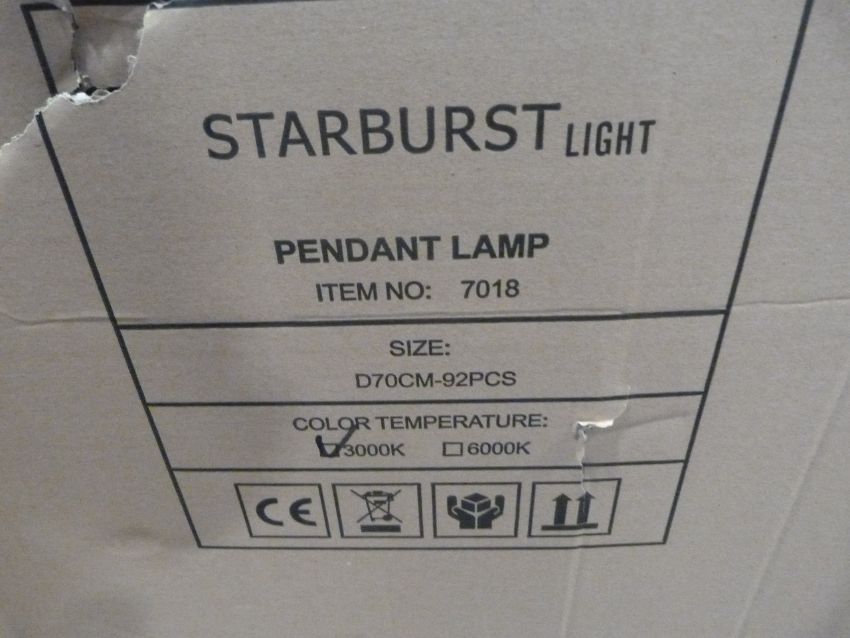 STARBURST LIGHT
PENDANT LAMP
ITEM NO: 7018
SIZE:
D70CM-92PCS
COLOR TEMPERATURE:
3000K 6000K
CE